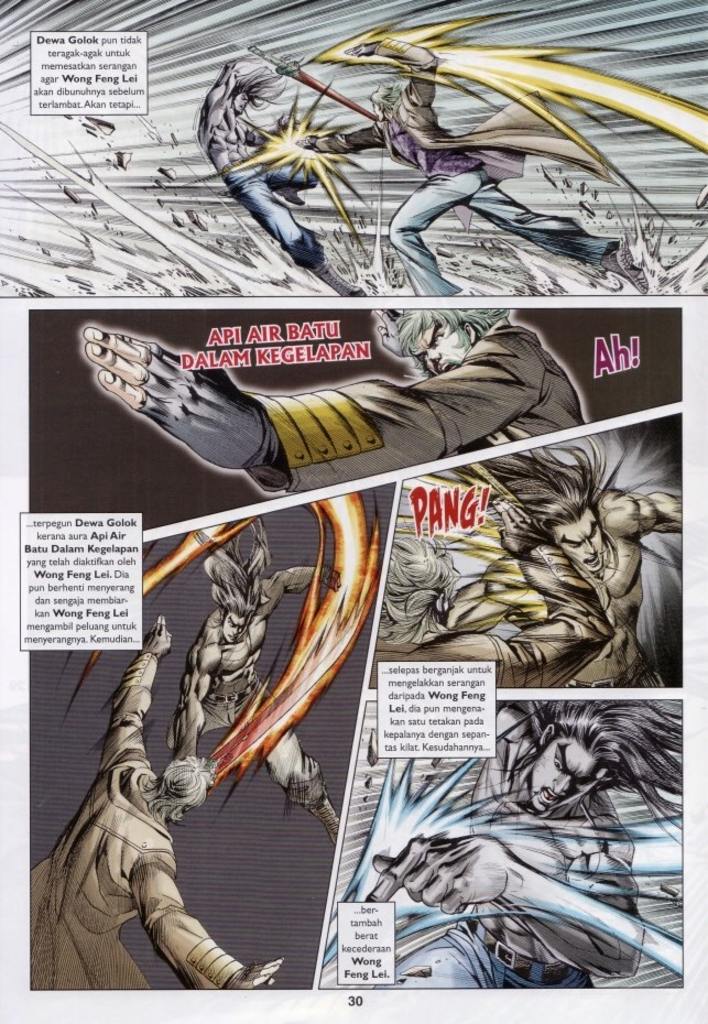 Dewa Golok pun tidak
teragak-agak untuk
memesatkan serangan
agar Wong Feng Lei
akan dibunuhnya sebelum
terlambat. Akan tetapi...
API AIR BATU
DALAM KEGELAPAN
Ah!
...terpegun Dewa Golok
kerana aura Api Air
Batu Dalam Kegelapan
yang telah diaktifkan oleh
Wong Feng Lei. Dia
pun berhenti menyerang
dan sengaja membiar-
kan Wong Feng Lei
mengambil peluang untuk
menyerangnya. Kemudian...
PANG!
...selepas berganjak untuk
mengelakkan serangan
daripada Wong Feng
Lei, dia pun mengena-
kan satu tetakan pada
kepalanya dengan sepan-
tas kilat. Kesudahannya...
...ber-
tambah
berat
kecederaan
Wong
Feng Lei.
30